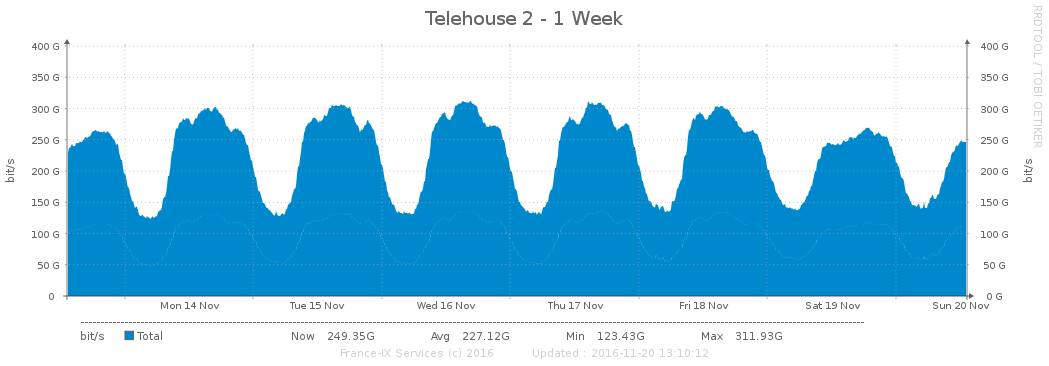 Telehouse 2 - 1 Week
RRDTOOL / TOBI OETIKER
400 G 400 G
350 G 350 G
300 G 300 G
250 G 250 G
200 G 200 G
150 G 150 G
100 G 100 G
50 G 50 G
0 0 G
bit/s
bit/s
Mon 14 Nov Tue 15 Nov Wed 16 Nov Thu 17 Nov Fri 18 Nov Sat 19 Nov Sun 20 Nov
bit/s Total Now 249.35G Avg 227.12G Min 123.43G Max 311.93G
France-IX Services (c) 2016 Updated : 2016-11-20 13:10:12